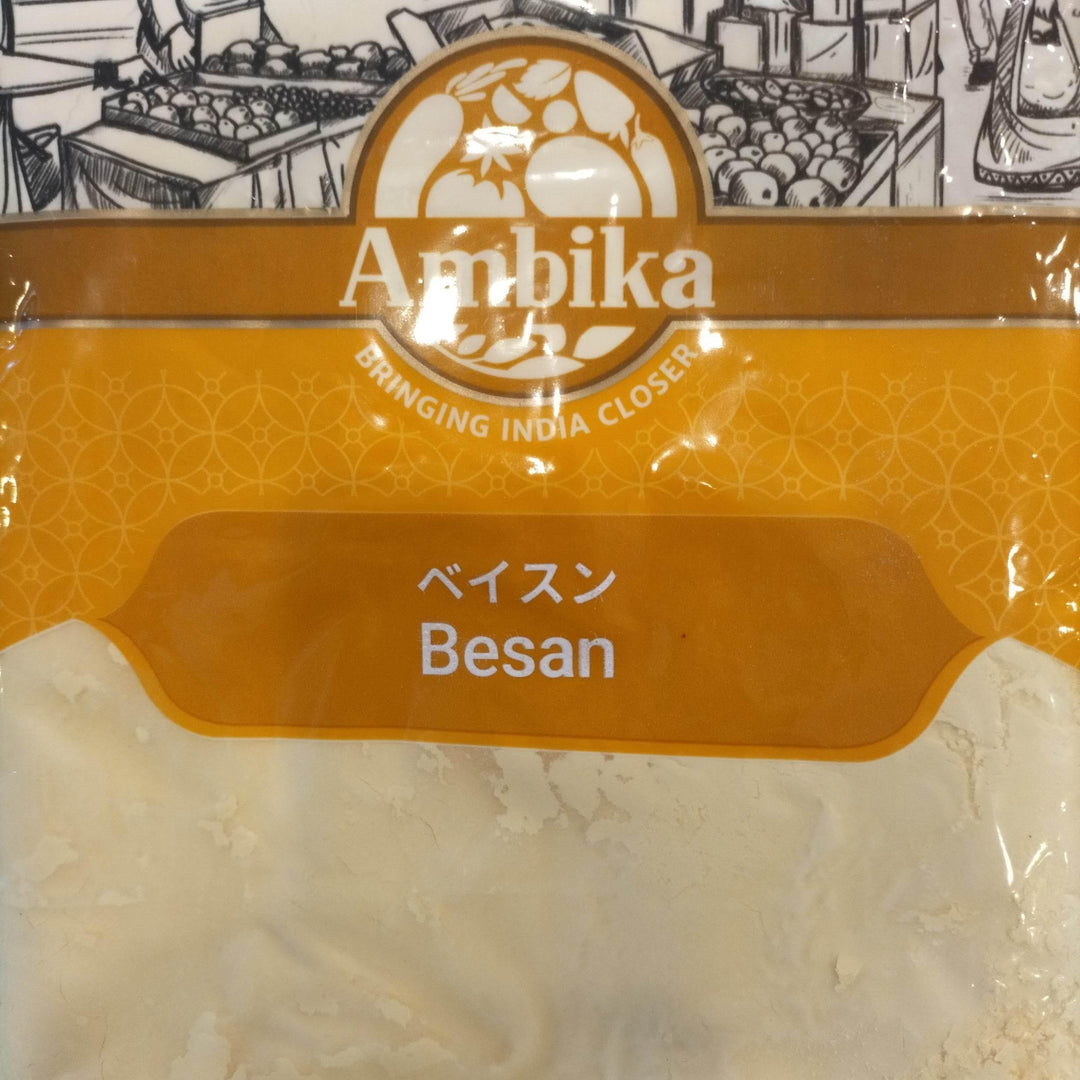 Ambika
BRINGING INDIA CLOSER
ベイスン
Besan